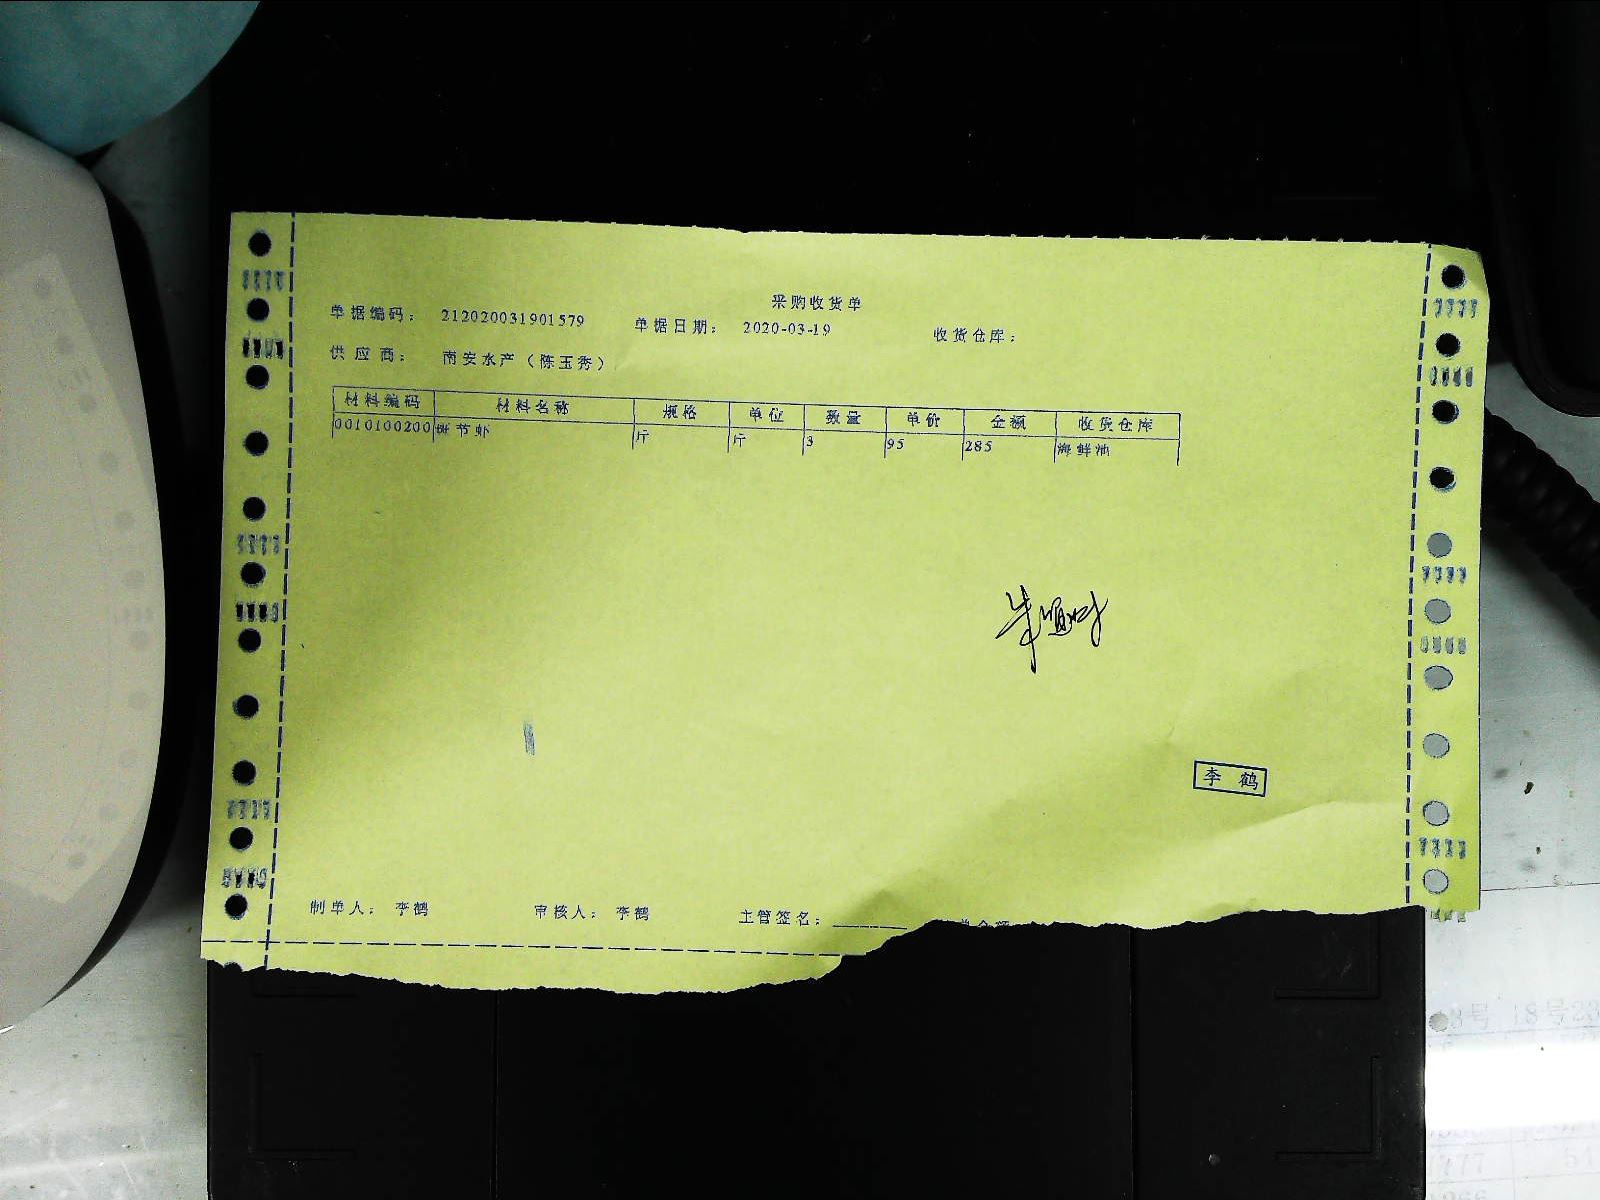 采购收货单
单据编码： 212020031901579 单据日期： 2020-03-19 收货仓库：
供应商： 南安水产（陈玉秀）
材料编码 材料名称 规格 单位 数量 单价 金额 收货仓库
0010100200 斑节虾 斤 斤 3 95 285 海鲜池
李鹤
制单人： 李鹤 审核人： 李鹤 主管签名：